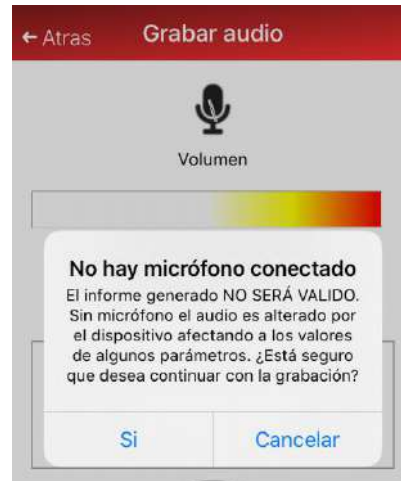 ← Atras Grabar audio
Volumen
No hay micrófono conectado
El informe generado NO SERÁ VALIDO.
Sin micrófono el audio es alterado por
el dispositivo afectando a los valores
de algunos parámetros. ¿Está seguro
que desea continuar con la grabación?
Si Cancelar